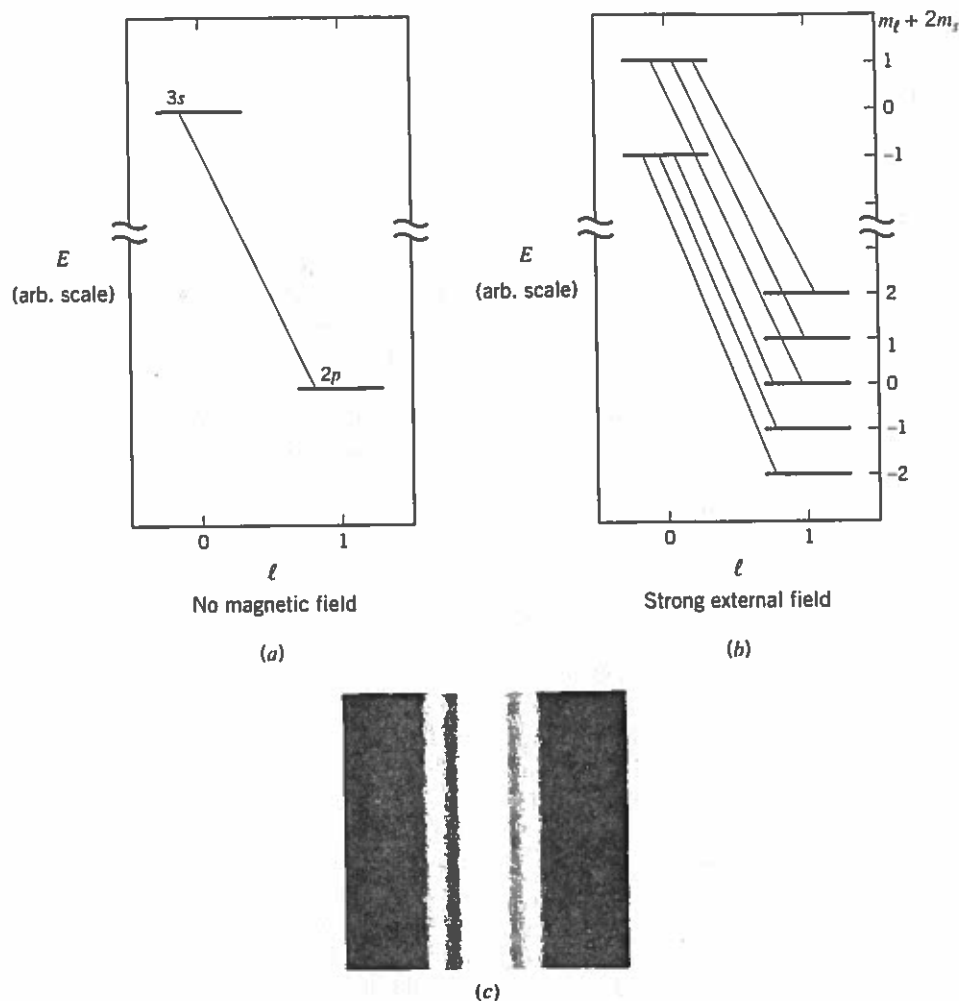 3s
2p
E
(arb. scale)
0
1
ℓ
No magnetic field
(a)
mℓ + 2ms
1
0
−1
E
(arb. scale)
2
1
0
−1
−2
0
1
ℓ
Strong external field
(b)
(c)